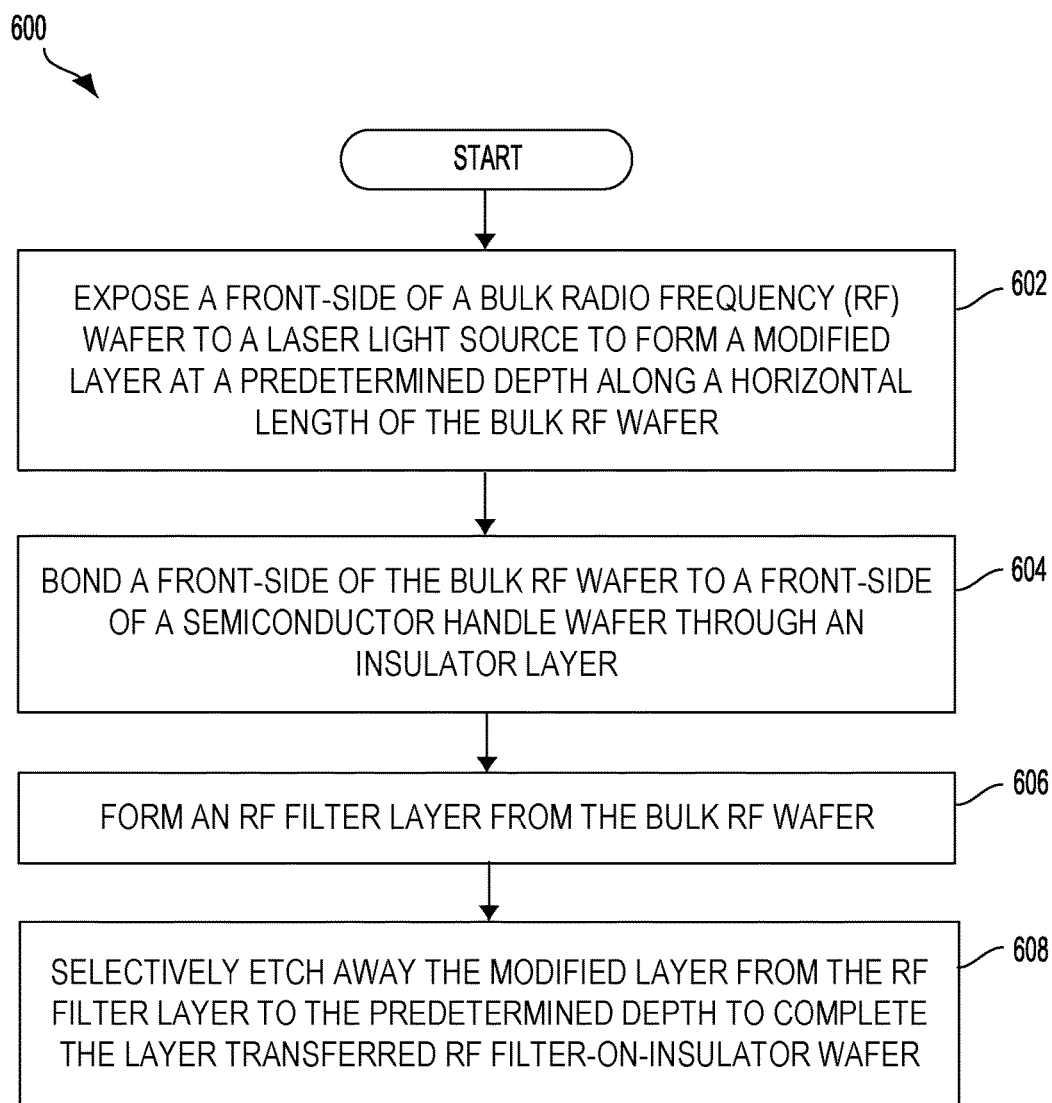 600
START
EXPOSE A FRONT-SIDE OF A BULK RADIO FREQUENCY (RF)
WAFER TO A LASER LIGHT SOURCE TO FORM A MODIFIED
LAYER AT A PREDETERMINED DEPTH ALONG A HORIZONTAL
LENGTH OF THE BULK RF WAFER
602
BOND A FRONT-SIDE OF THE BULK RF WAFER TO A FRONT-SIDE
OF A SEMICONDUCTOR HANDLE WAFER THROUGH AN
INSULATOR LAYER
604
FORM AN RF FILTER LAYER FROM THE BULK RF WAFER
606
SELECTIVELY ETCH AWAY THE MODIFIED LAYER FROM THE RF
FILTER LAYER TO THE PREDETERMINED DEPTH TO COMPLETE
THE LAYER TRANSFERRED RF FILTER-ON-INSULATOR WAFER
608